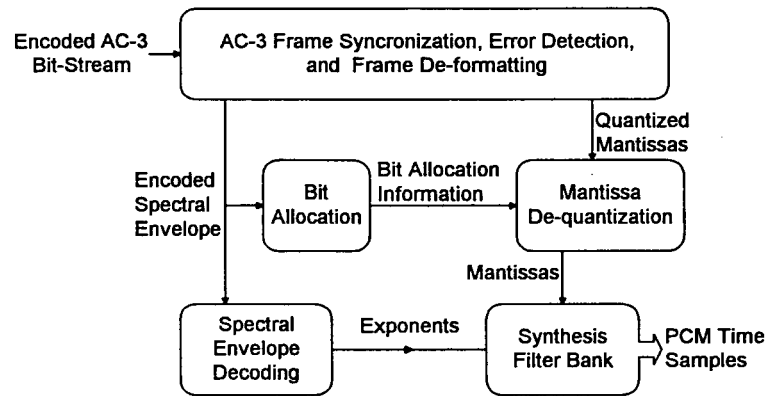 Encoded AC-3
Bit-Stream
AC-3 Frame Syncronization, Error Detection,
and Frame De-formatting
Quantized
Mantissas
Encoded
Spectral
Envelope
Bit
Allocation
Bit Allocation
Information
Mantissa
De-quantization
Mantissas
Spectral
Envelope
Decoding
Exponents
Synthesis
Filter Bank
PCM Time
Samples